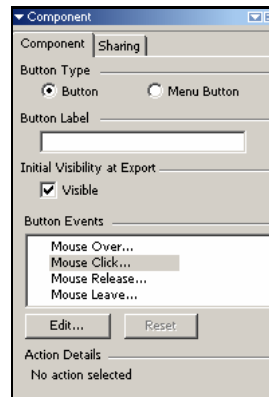 Component
Component Sharing
Button Type
Button Menu Button
Button Label
Initial Visibility at Export
Visible
Button Events
Mouse Over...
Mouse Click...
Mouse Release...
Mouse Leave...
Edit... Reset
Action Details
No action selected